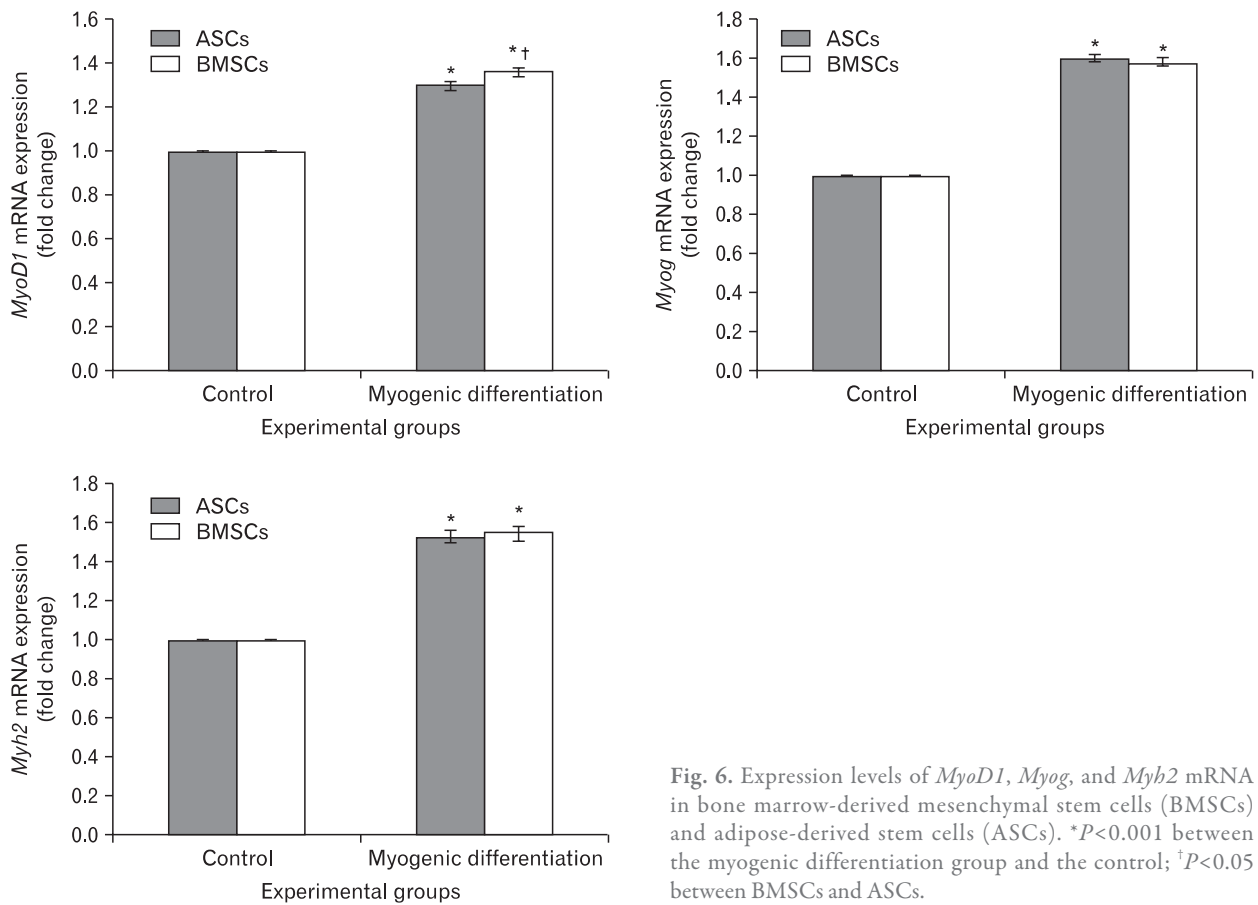 1.6
1.4
1.2
1.0
0.8
0.6
0.4
0.2
0.0
MyoD1 mRNA expression
(fold change)
ASCs
BMSCs
*
*†
Control
Myogenic differentiation
Experimental groups
1.8
1.6
1.4
1.2
1.0
0.8
0.6
0.4
0.2
0.0
Myog mRNA expression
(fold change)
ASCs
BMSCs
*
*
Control
Myogenic differentiation
Experimental groups
1.8
1.6
1.4
1.2
1.0
0.8
0.6
0.4
0.2
0.0
Myh2 mRNA expression
(fold change)
ASCs
BMSCs
*
*
Control
Myogenic differentiation
Experimental groups
Fig. 6. Expression levels of MyoD1, Myog, and Myh2 mRNA
in bone marrow-derived mesenchymal stem cells (BMSCs)
and adipose-derived stem cells (ASCs). *P<0.001 between
the myogenic differentiation group and the control; †P<0.05
between BMSCs and ASCs.